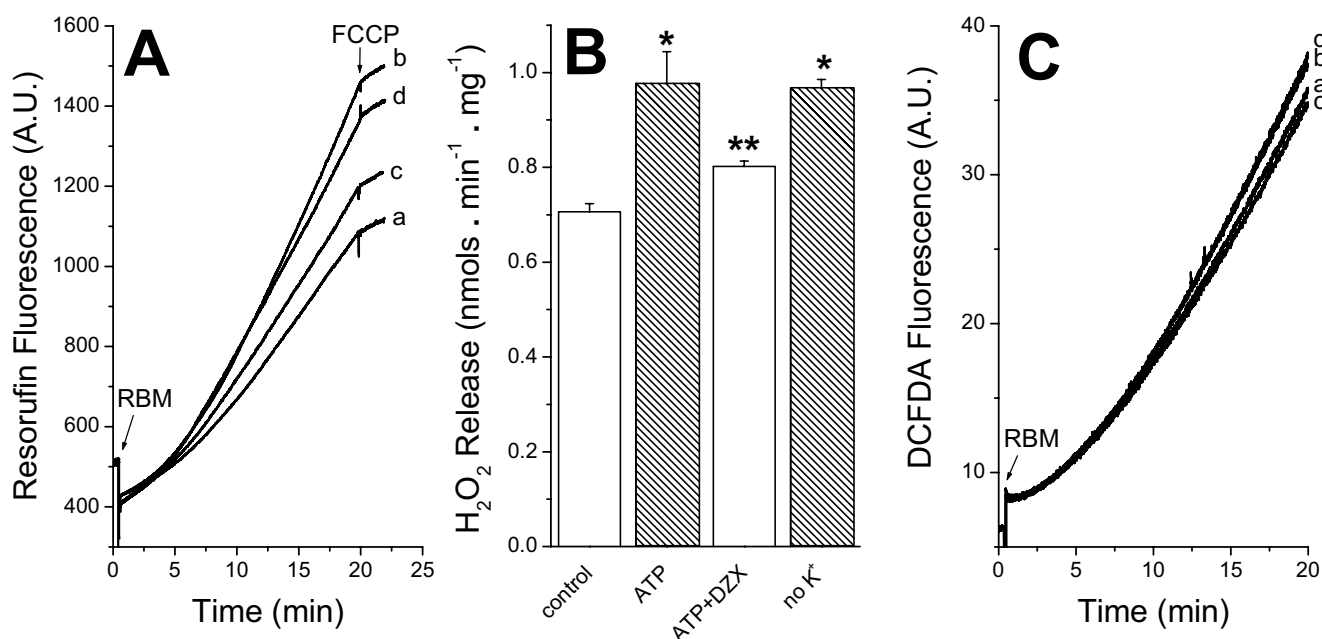 A
Resorufin Fluorescence (A.U.)
1600
1400
1200
1000
800
600
400
FCCP
b
d
c
a
RBM
0 5 10 15 20 25
Time (min)
B
H₂O₂ Release (nmols . min⁻¹ . mg⁻¹)
1.0
0.8
0.6
0.4
0.2
0.0
*
**
*
control
ATP
ATP+DZX
no K⁺
C
DCFDA Fluorescence (A.U.)
40
30
20
10
b
a
RBM
0 5 10 15 20
Time (min)